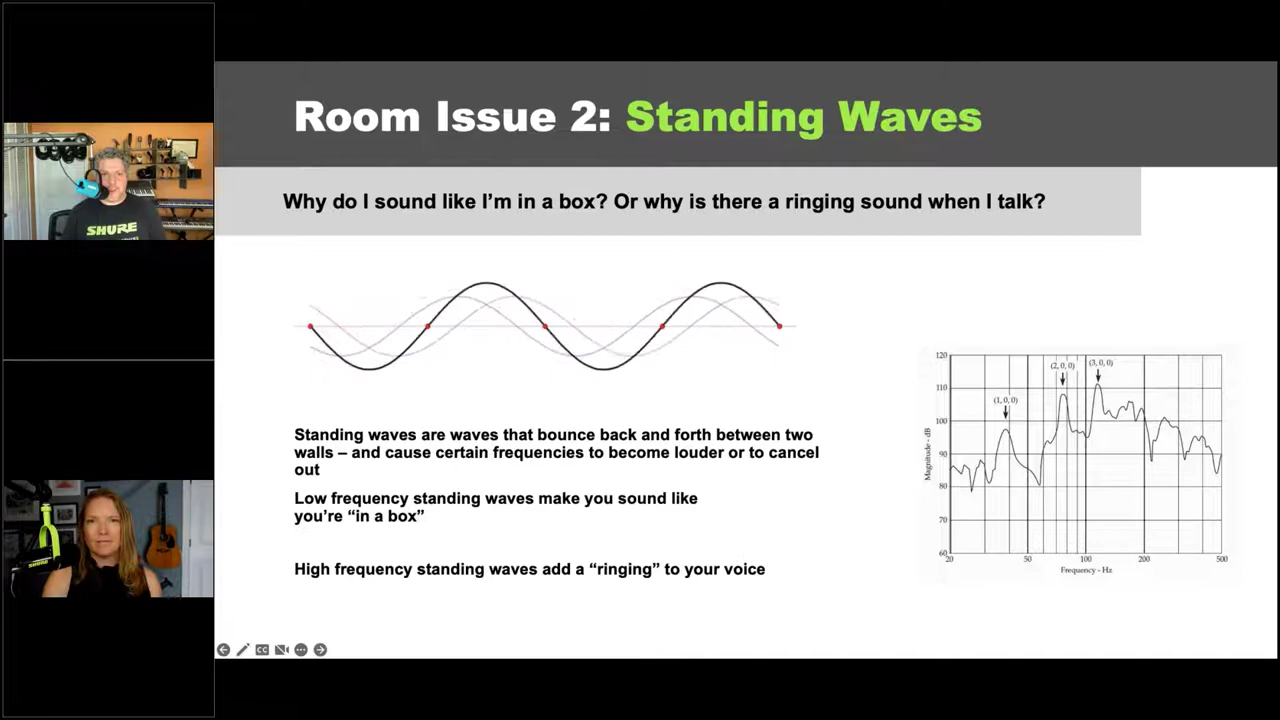 Room Issue 2: Standing Waves
Why do I sound like I'm in a box? Or why is there a ringing sound when I talk?
Standing waves are waves that bounce back and forth between two
walls – and cause certain frequencies to become louder or to cancel
out
Low frequency standing waves make you sound like
you're “in a box”
High frequency standing waves add a “ringing” to your voice
120
110
100
90
80
70
60
Magnitude - dB
(1, 0, 0)
(2, 0, 0)
(3, 0, 0)
20
50
100
200
500
Frequency - Hz
SHURE
SHURE
CC